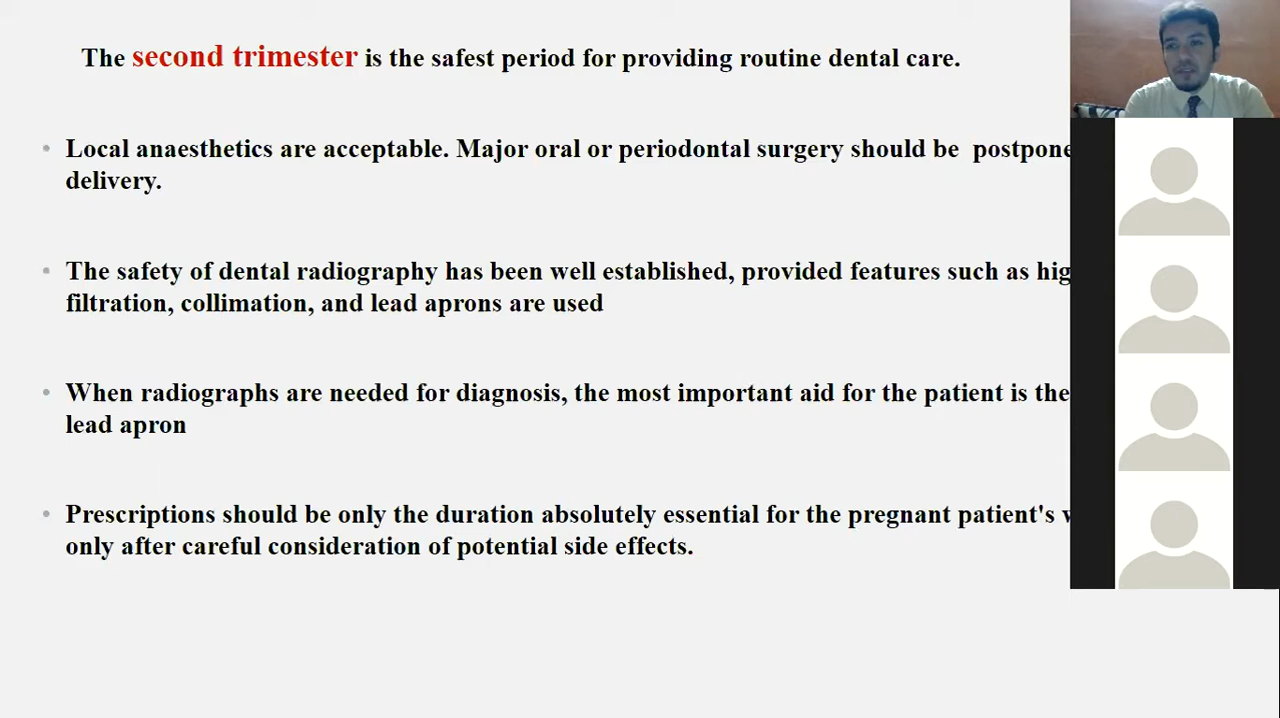 The second trimester is the safest period for providing routine dental care.
Local anaesthetics are acceptable. Major oral or periodontal surgery should be postpone
delivery.
The safety of dental radiography has been well established, provided features such as hig
filtration, collimation, and lead aprons are used
When radiographs are needed for diagnosis, the most important aid for the patient is the
lead apron
Prescriptions should be only the duration absolutely essential for the pregnant patient's
only after careful consideration of potential side effects.